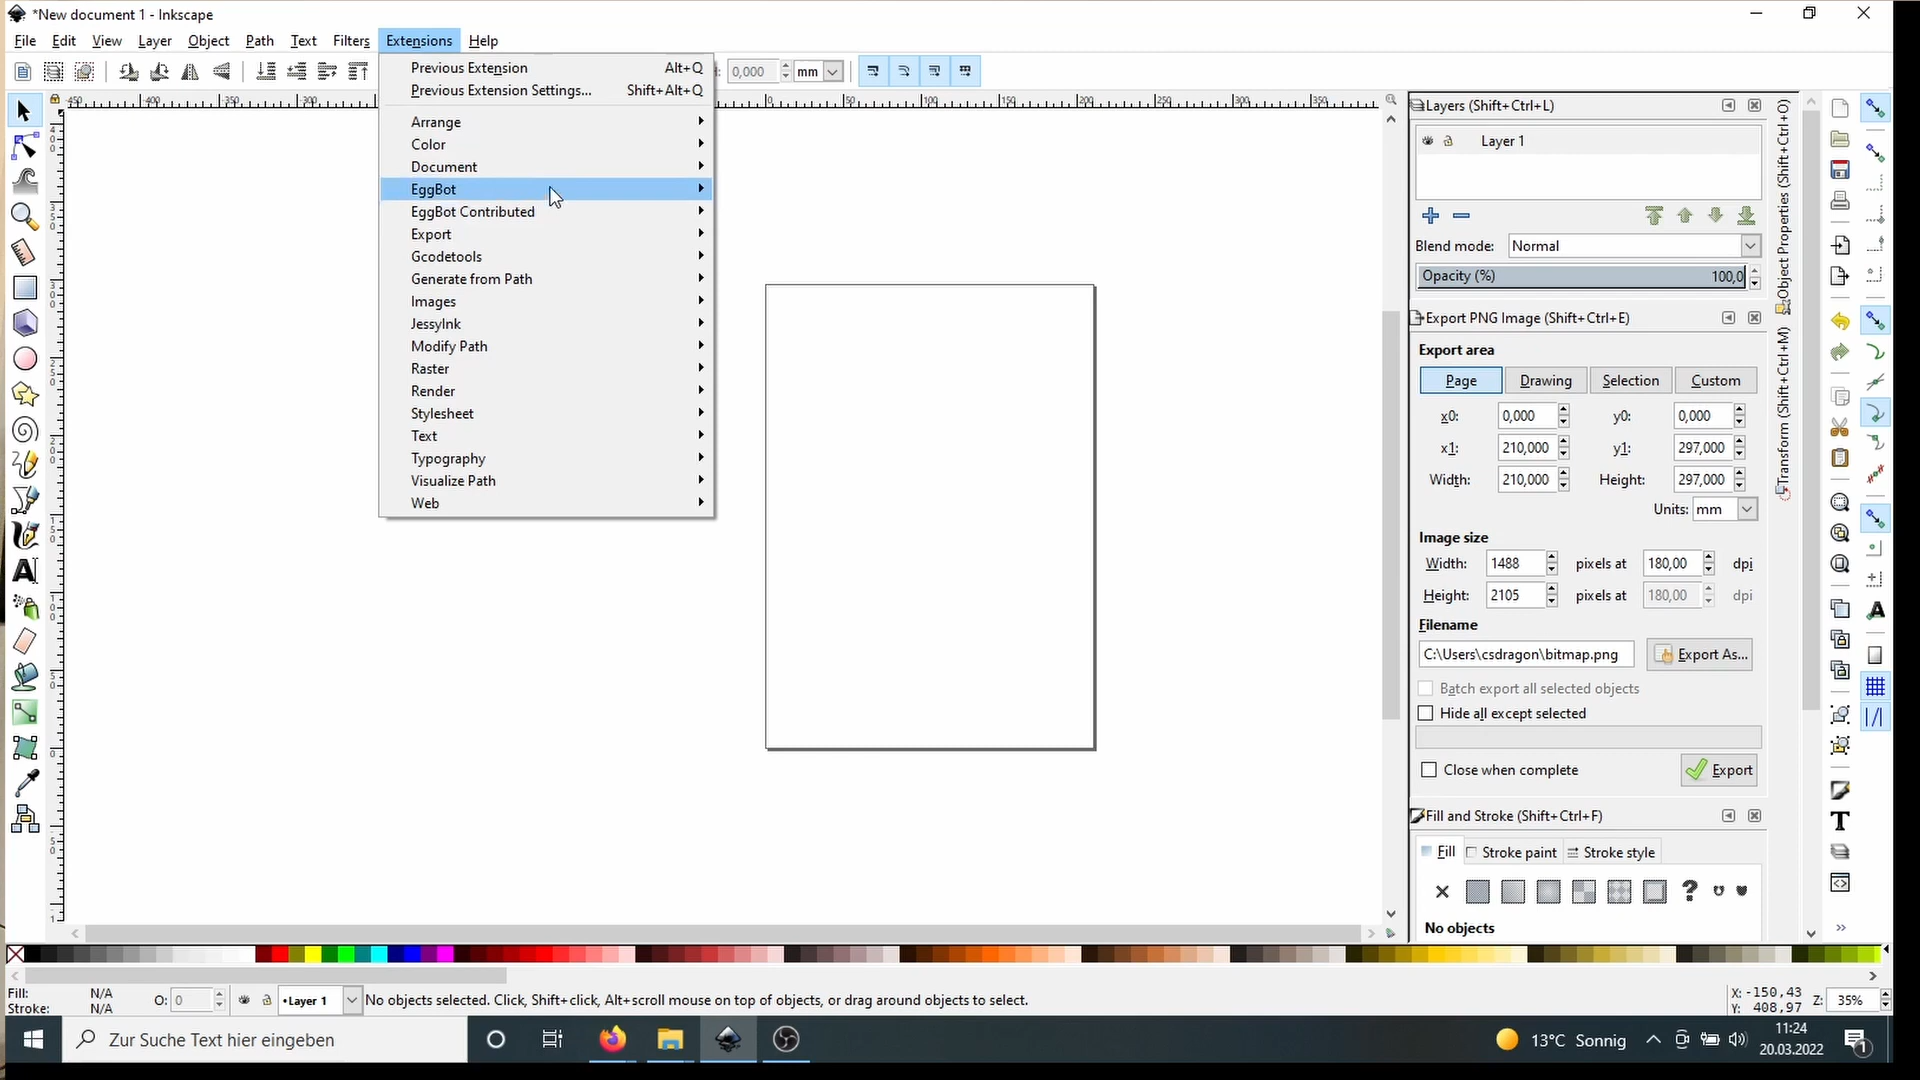 *New document 1 - Inkscape
File Edit View Layer Object Path Text Filters Extensions Help
0,000 mm
Previous Extension Alt+Q
Previous Extension Settings... Shift+Alt+Q
Arrange
Color
Document
EggBot
EggBot Contributed
Export
Gcodetools
Generate from Path
Images
JessyInk
Modify Path
Raster
Render
Stylesheet
Text
Typography
Visualize Path
Web
Layers (Shift+Ctrl+L)
Layer 1
Blend mode: Normal
Opacity (%) 100,0
Export PNG Image (Shift+Ctrl+E)
Export area
Page Drawing Selection Custom
x0: 0,000 y0: 0,000
x1: 210,000 y1: 297,000
Width: 210,000 Height: 297,000
Units: mm
Image size
Width: 1488 pixels at 180,00 dpi
Height: 2105 pixels at 180,00 dpi
Filename
C:\Users\csdragon\bitmap.png Export As...
Batch export all selected objects
Hide all except selected
Close when complete Export
Fill and Stroke (Shift+Ctrl+F)
Fill Stroke paint Stroke style
No objects
Object Properties (Shift+Ctrl+O)
Transform (Shift+Ctrl+M)
Fill: N/A
Stroke: N/A
O: 0
•Layer 1
No objects selected. Click, Shift+click, Alt+scroll mouse on top of objects, or drag around objects to select.
X: -150,43
Y: 408,97
Z: 35%
Zur Suche Text hier eingeben
13°C Sonnig
11:24
20.03.2022
1